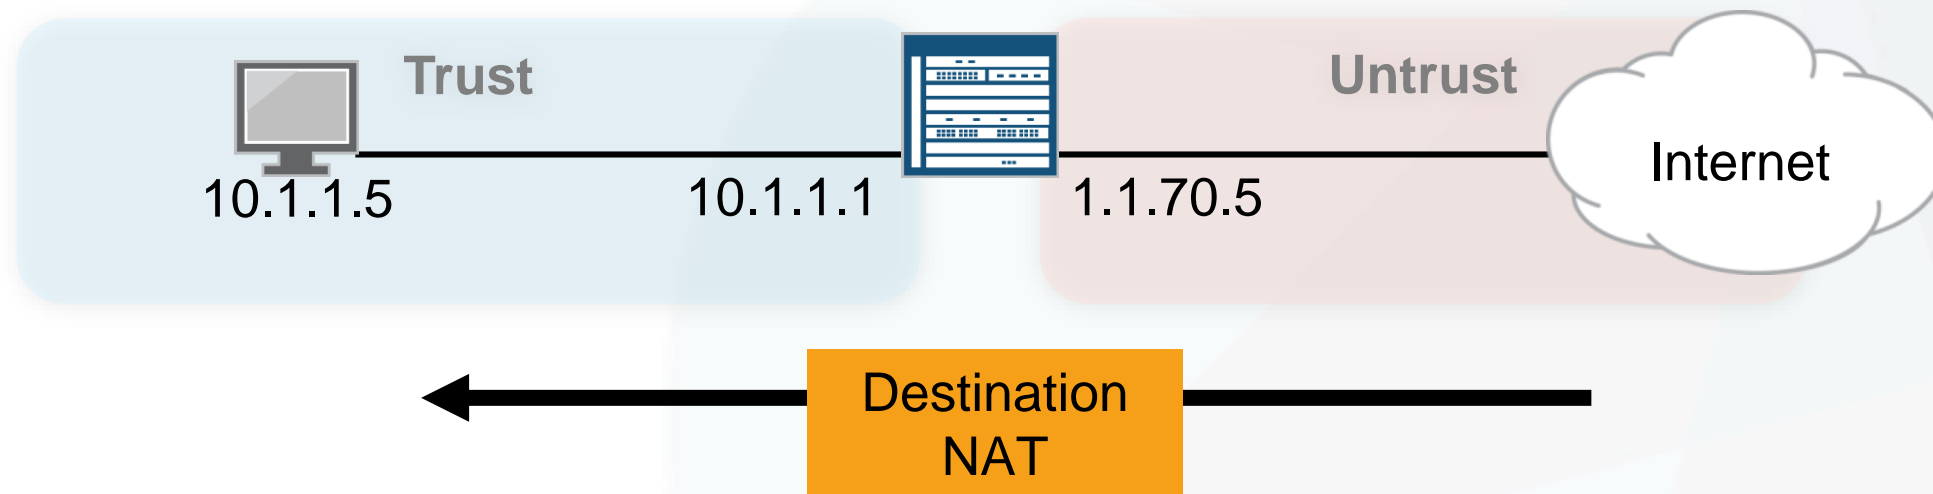 Trust
Untrust
Internet
10.1.1.5
10.1.1.1
1.1.70.5
Destination
NAT